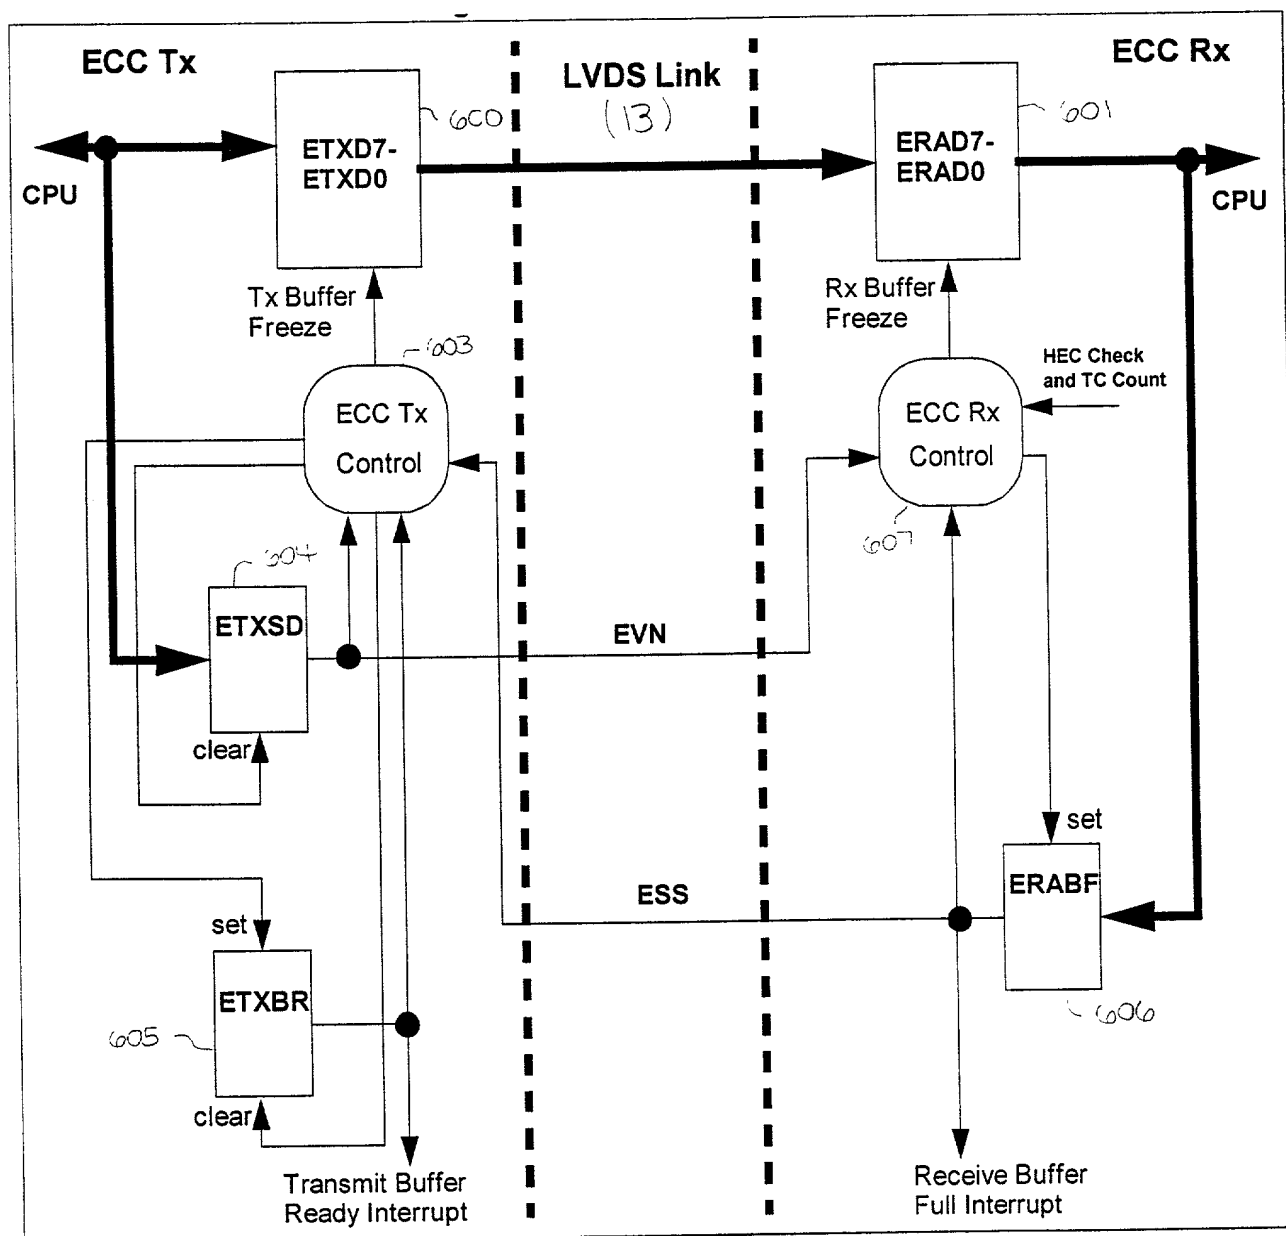 ECC Tx
LVDS Link
(13)
ECC Rx
600
601
ETXD7-
ETXD0
ERAD7-
ERAD0
CPU
CPU
Tx Buffer
Freeze
Rx Buffer
Freeze
603
HEC Check
and TC Count
ECC Tx
Control
ECC Rx
Control
607
604
ETXSD
EVN
clear
set
ERABF
ESS
set
ETXBR
605
606
clear
Transmit Buffer
Ready Interrupt
Receive Buffer
Full Interrupt